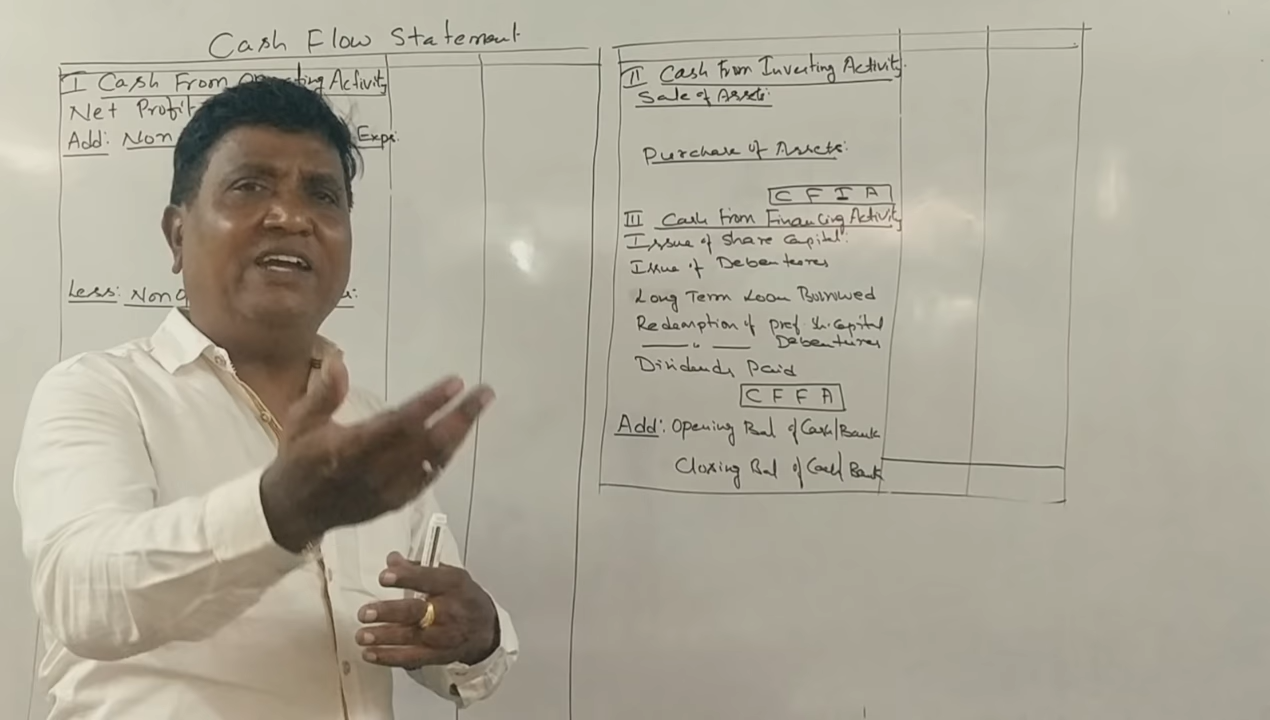 Cash Flow Statement
I Cash From Operating Activity
Net Profit
Add: Non Exps:
Less: Non
II Cash From Investing Activity
Sale of Assets:
Purchase of Assets:
C F I A
III Cash From Financing Activity
Issue of Share Capital:
Issue of Debentures
Long Term Loan Borrowed
Redemption of Pref. Sh. Capital
—— " —— Debentures
Dividends Paid
C F F A
Add: Opening Bal of Cash/Bank
Closing Bal of Cash/Bank